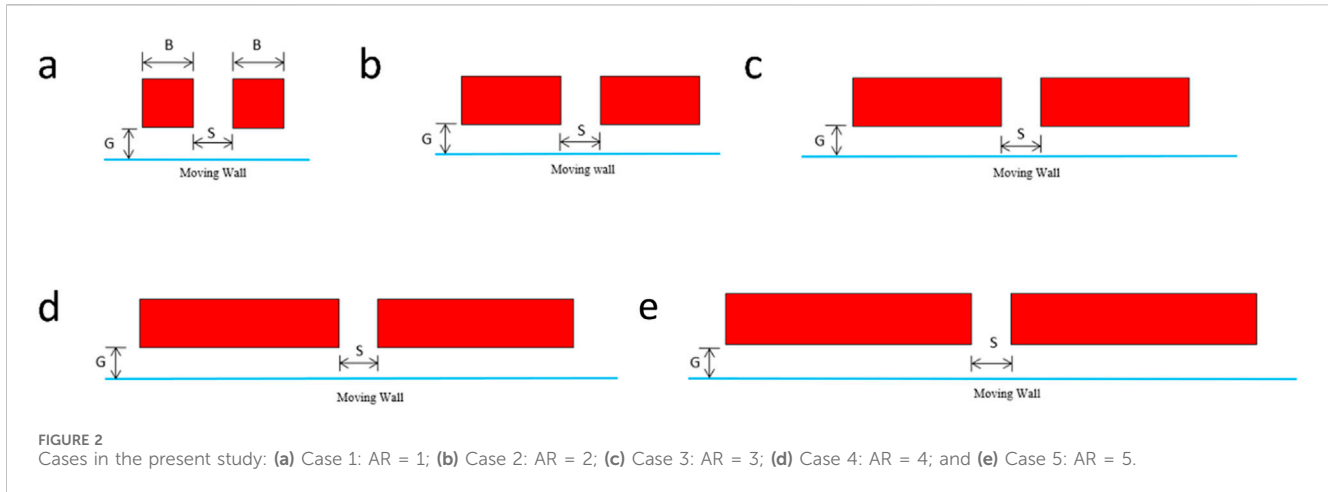 a
B
B
G
S
Moving Wall
b
G
S
Moving wall
c
G
S
Moving Wall
d
G
S
Moving Wall
e
G
S
Moving Wall
FIGURE 2
Cases in the present study: (a) Case 1: AR = 1; (b) Case 2: AR = 2; (c) Case 3: AR = 3; (d) Case 4: AR = 4; and (e) Case 5: AR = 5.